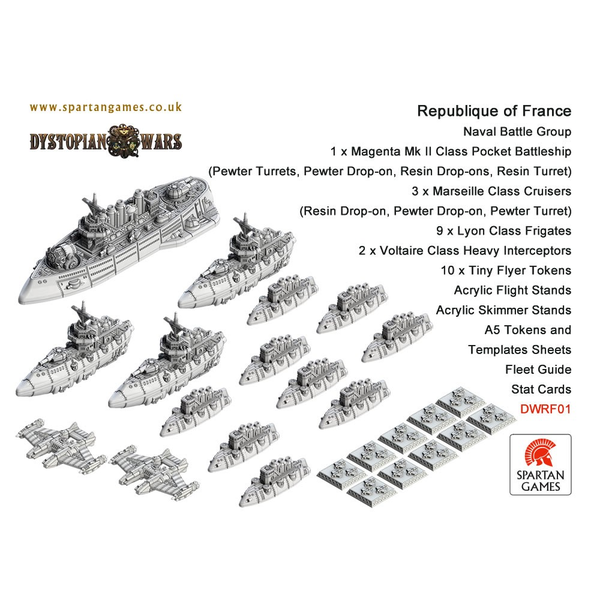 www.spartangames.co.uk
DYSTOPIAN WARS
Republique of France
Naval Battle Group
1 x Magenta Mk II Class Pocket Battleship
(Pewter Turrets, Pewter Drop-on, Resin Drop-ons, Resin Turret)
3 x Marseille Class Cruisers
(Resin Drop-on, Pewter Drop-on, Pewter Turret)
9 x Lyon Class Frigates
2 x Voltaire Class Heavy Interceptors
10 x Tiny Flyer Tokens
Acrylic Flight Stands
Acrylic Skimmer Stands
A5 Tokens and
Templates Sheets
Fleet Guide
Stat Cards
DWRF01
SPARTAN
GAMES